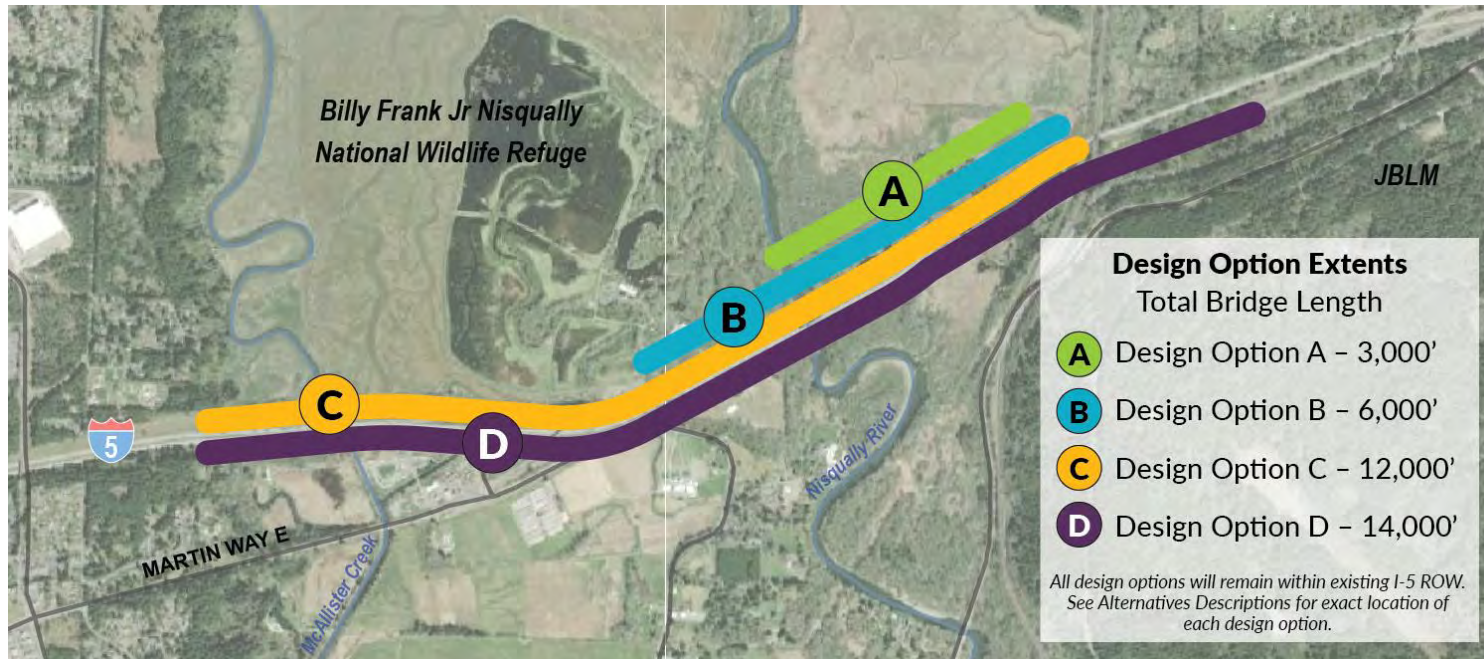 Billy Frank Jr Nisqually
National Wildlife Refuge
A
JBLM
B
C
D
5
MARTIN WAY E
McAllister Creek
Nisqually River
Design Option Extents
Total Bridge Length
A Design Option A – 3,000’
B Design Option B – 6,000’
C Design Option C – 12,000’
D Design Option D – 14,000’
All design options will remain within existing I-5 ROW.
See Alternatives Descriptions for exact location of
each design option.